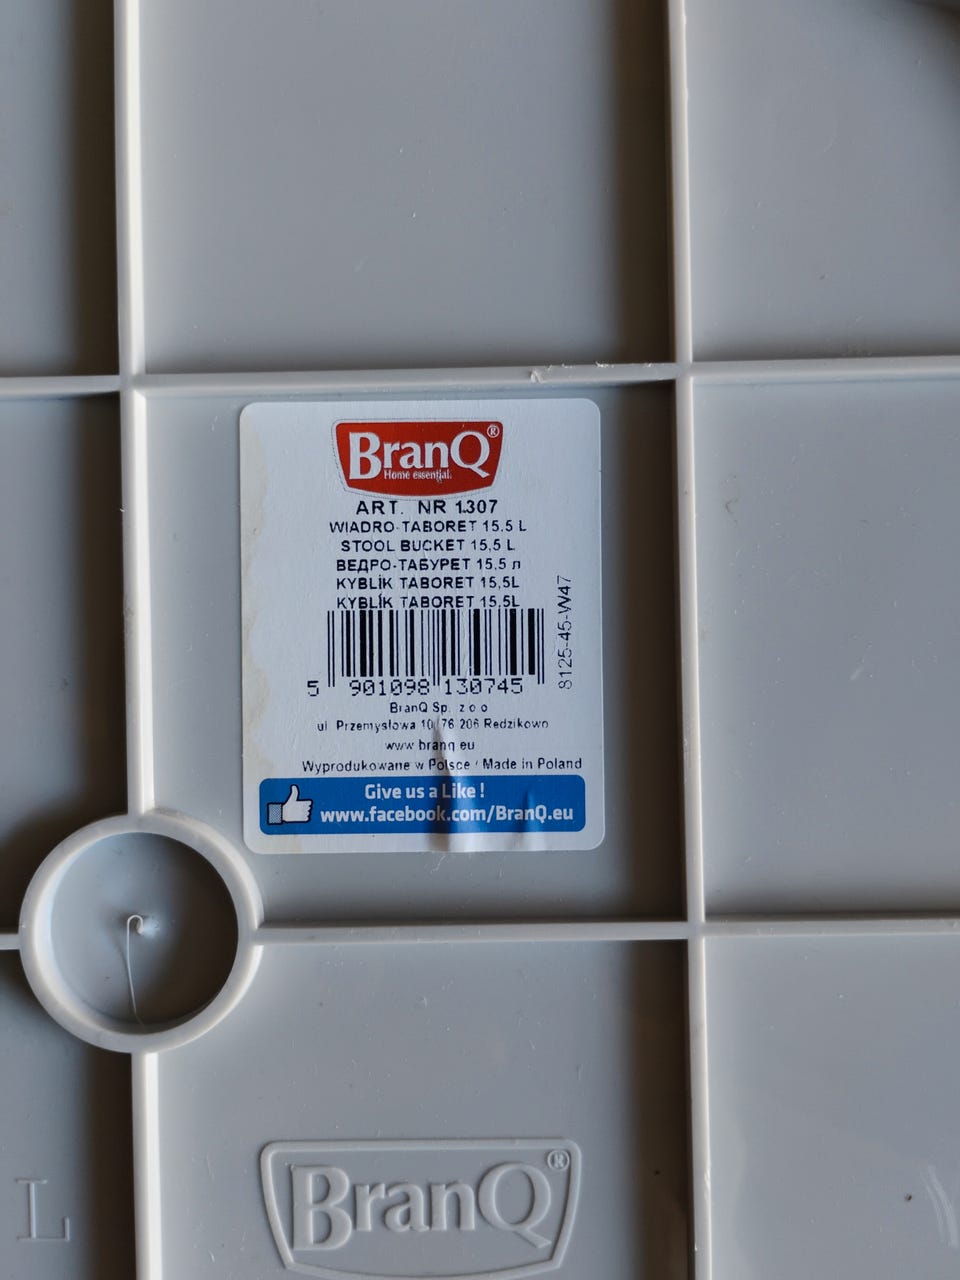 BranQ®
Home essential.
ART. NR 1307
WIADRO-TABORET 15,5 L
STOOL BUCKET 15,5 L
ВЕДРО-ТАБУРЕТ 15,5 л
KYBLÍK TABORET 15,5L
KYBLÍK TABORET 15,5L
8125-45-W47
5 901098 130745
BranQ Sp. z o o
ul Przemysłowa 10, 76 206 Redzikowo
www branq eu
Wyprodukowane w Polsce / Made in Poland
Give us a Like !
www.facebook.com/BranQ.eu
L
BranQ®